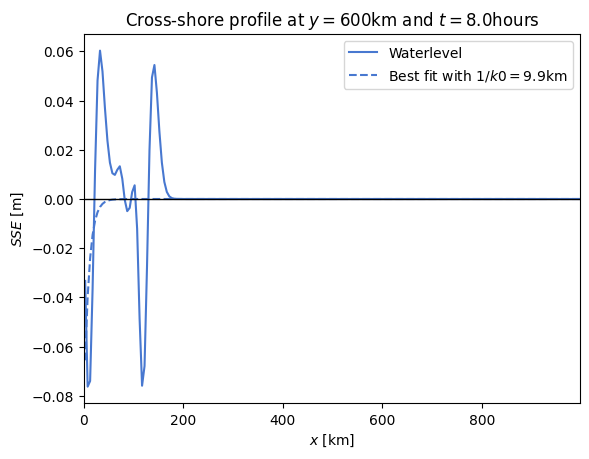 Cross-shore profile at y = 600km and t = 8.0hours
Waterlevel
Best fit with 1/k0 = 9.9km
0.06
0.04
0.02
0.00
−0.02
−0.04
−0.06
−0.08
SSE [m]
0 200 400 600 800
x [km]